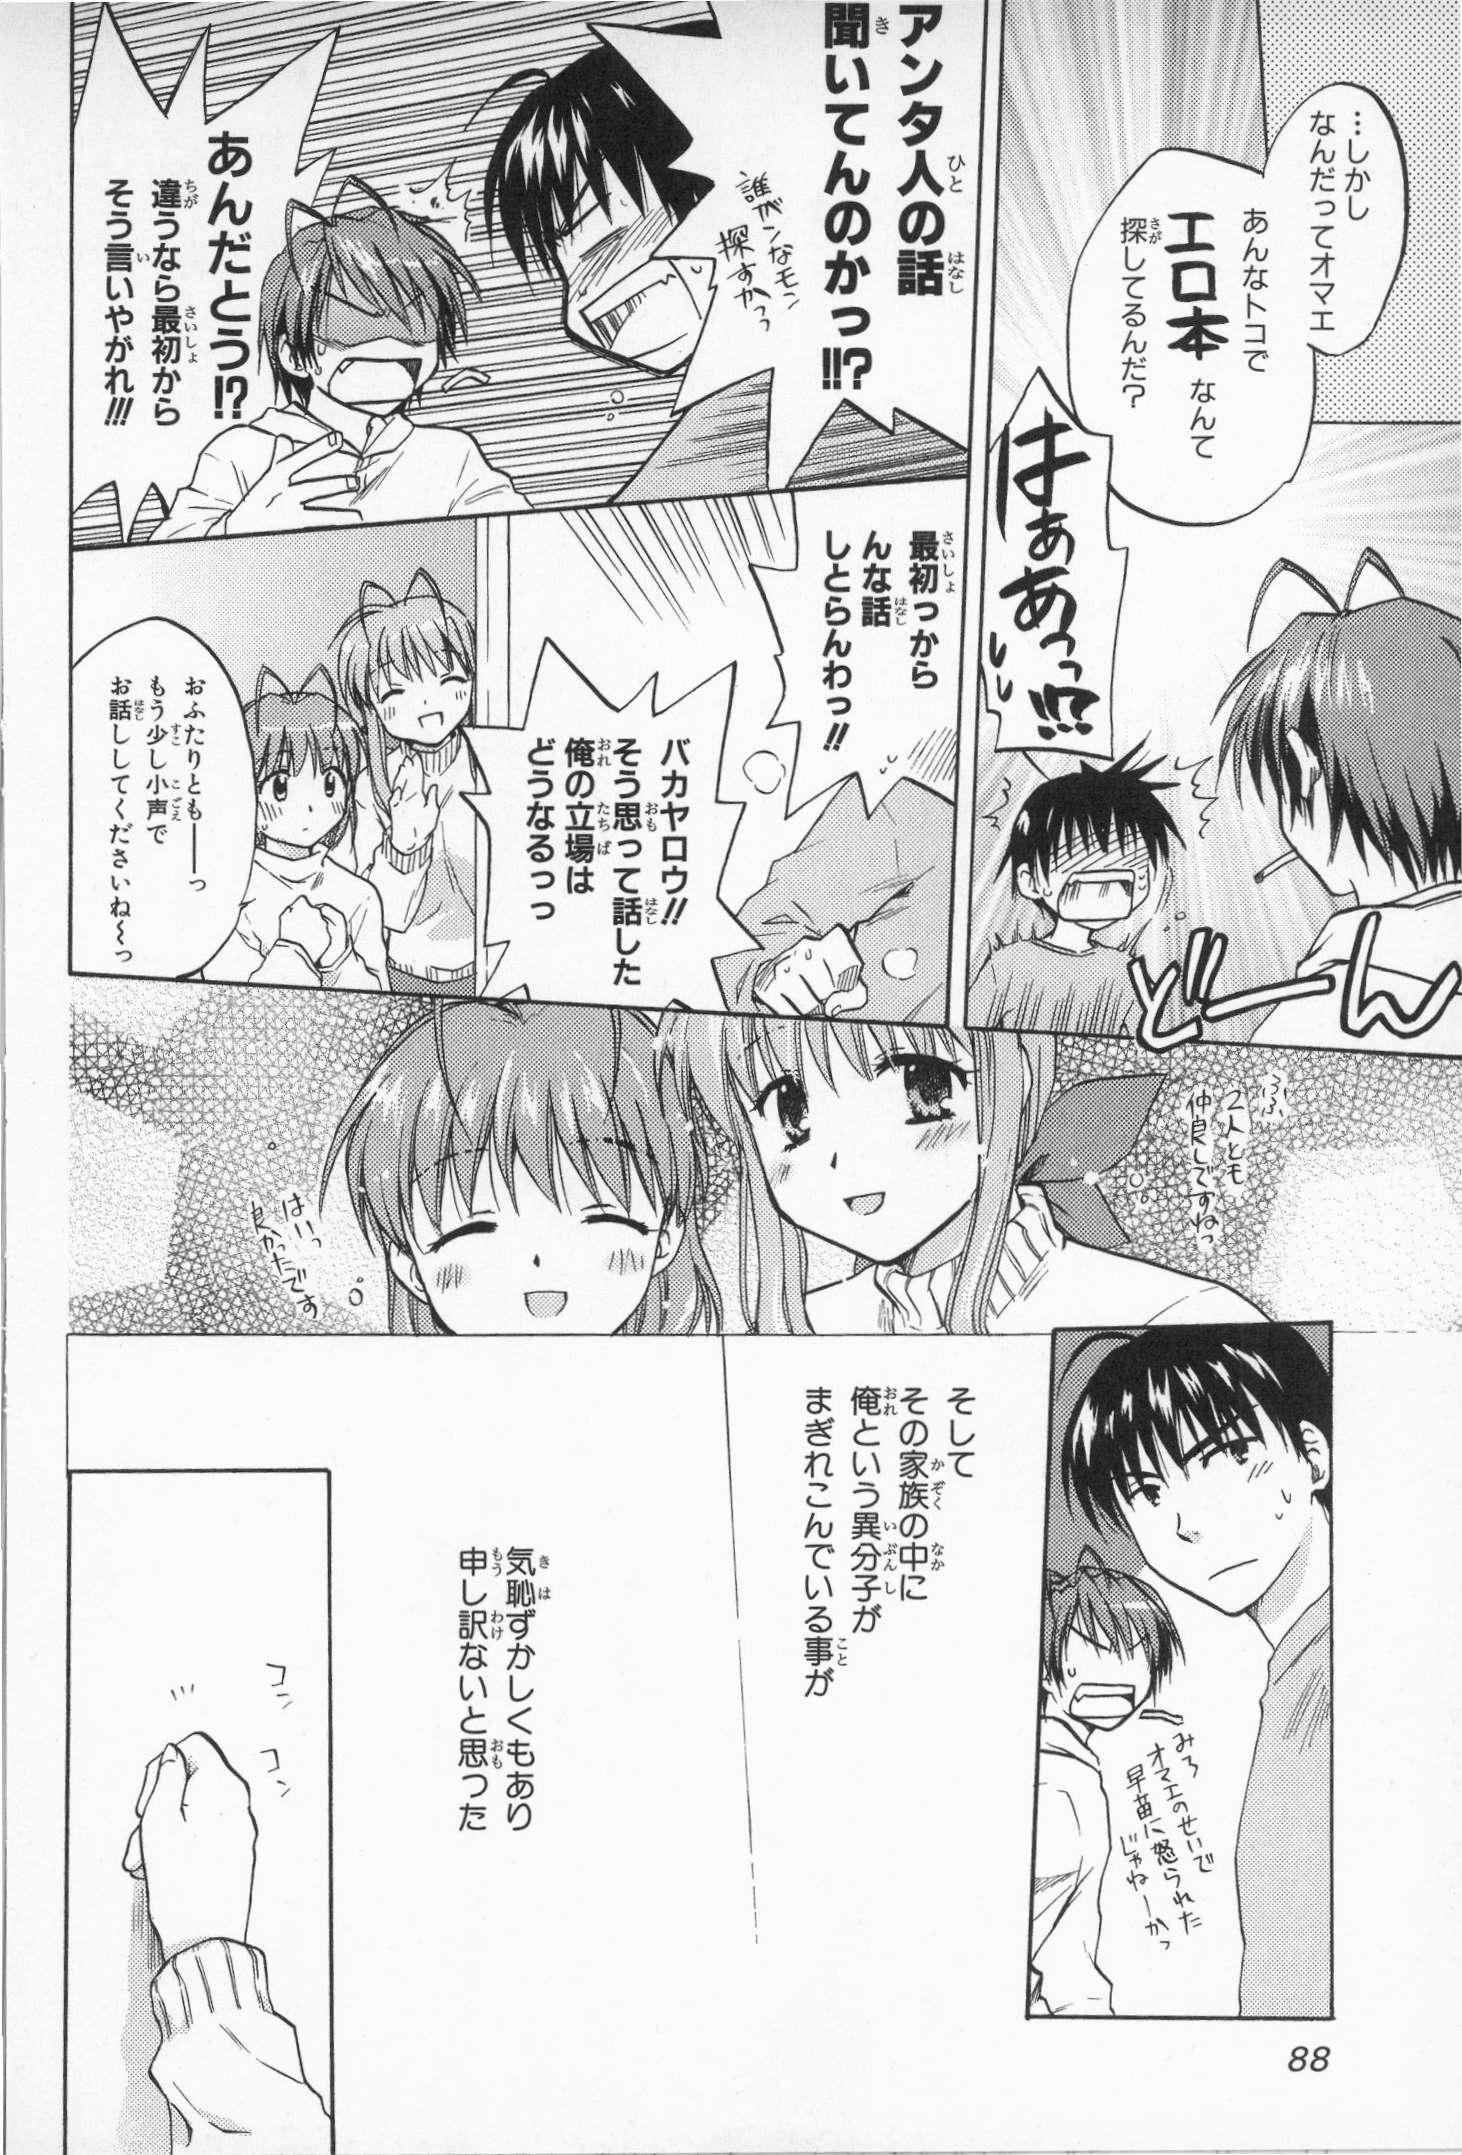 …しかし
なんだってオマエ
あんなトコで
エロ本なんて
探してるんだ?
はぁあっっ!!?
どーん
アンタ人の話
聞いてんのかっ!!?
誰がンなモン
探すかっっ
あんだとう!?
違うなら最初から
そう言いやがれ!!!
最初っから
んな話
しとらんわっ!!
バカヤロウ!!
そう思って話した
俺の立場は
どうなるっっ
おふたりとも――っ
もう少し小声で
お話ししてくださいね〜っ
ふふ
2人とも
仲良しですねっ
はいっ
良かったです
みろ
オマエのせいで
早苗に怒られた
じゃねーかっ
そして
その家族の中に
俺という異分子が
まぎれこんでいる事が
気恥ずかしくもあり
申し訳ないと思った
コン
コン
88